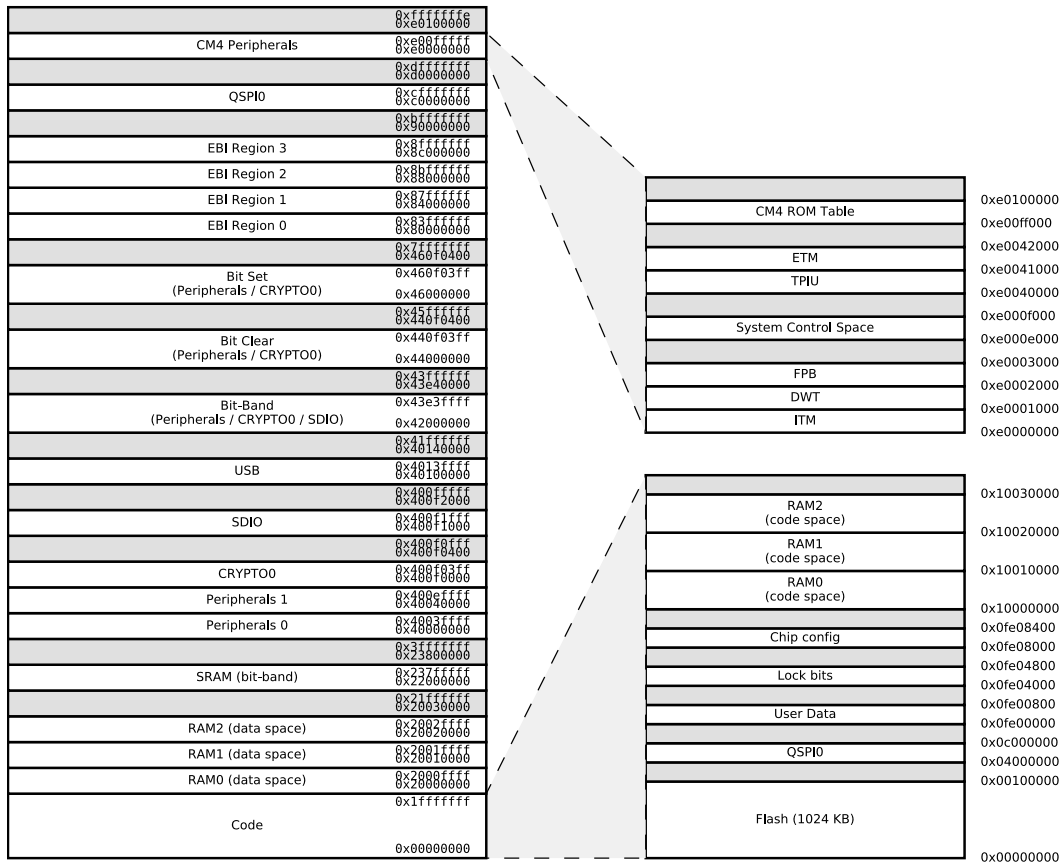 0xfffffffe
0xe0100000
CM4 Peripherals
0xe00fffff
0xe0000000
0xdfffffff
0xd0000000
QSPI0
0xcfffffff
0xc0000000
0xbfffffff
0x90000000
EBI Region 3
0x8fffffff
0x8c000000
EBI Region 2
0x8bffffff
0x88000000
EBI Region 1
0x87ffffff
0x84000000
EBI Region 0
0x83ffffff
0x80000000
0x7fffffff
0x460f0400
Bit Set
(Peripherals / CRYPTO0)
0x460f03ff
0x46000000
0x45ffffff
0x440f0400
Bit Clear
(Peripherals / CRYPTO0)
0x440f03ff
0x44000000
0x43ffffff
0x43e40000
Bit-Band
(Peripherals / CRYPTO0 / SDIO)
0x43e3ffff
0x42000000
0x41ffffff
0x40140000
USB
0x4013ffff
0x40100000
0x400fffff
0x400f2000
SDIO
0x400f1fff
0x400f1000
0x400f0fff
0x400f0400
CRYPTO0
0x400f03ff
0x400f0000
Peripherals 1
0x400effff
0x40040000
Peripherals 0
0x4003ffff
0x40000000
0x3fffffff
0x23800000
SRAM (bit-band)
0x237fffff
0x22000000
0x21ffffff
0x20030000
RAM2 (data space)
0x2002ffff
0x20020000
RAM1 (data space)
0x2001ffff
0x20010000
RAM0 (data space)
0x2000ffff
0x20000000
0x1fffffff
Code
0x00000000
0xe0100000
CM4 ROM Table
0xe00ff000
0xe0042000
ETM
0xe0041000
TPIU
0xe0040000
0xe000f000
System Control Space
0xe000e000
0xe0003000
FPB
0xe0002000
DWT
0xe0001000
ITM
0xe0000000
0x10030000
RAM2
(code space)
0x10020000
RAM1
(code space)
0x10010000
RAM0
(code space)
0x10000000
0x0fe08400
Chip config
0x0fe08000
0x0fe04800
Lock bits
0x0fe04000
0x0fe00800
User Data
0x0fe00000
0x0c000000
QSPI0
0x04000000
0x00100000
Flash (1024 KB)
0x00000000